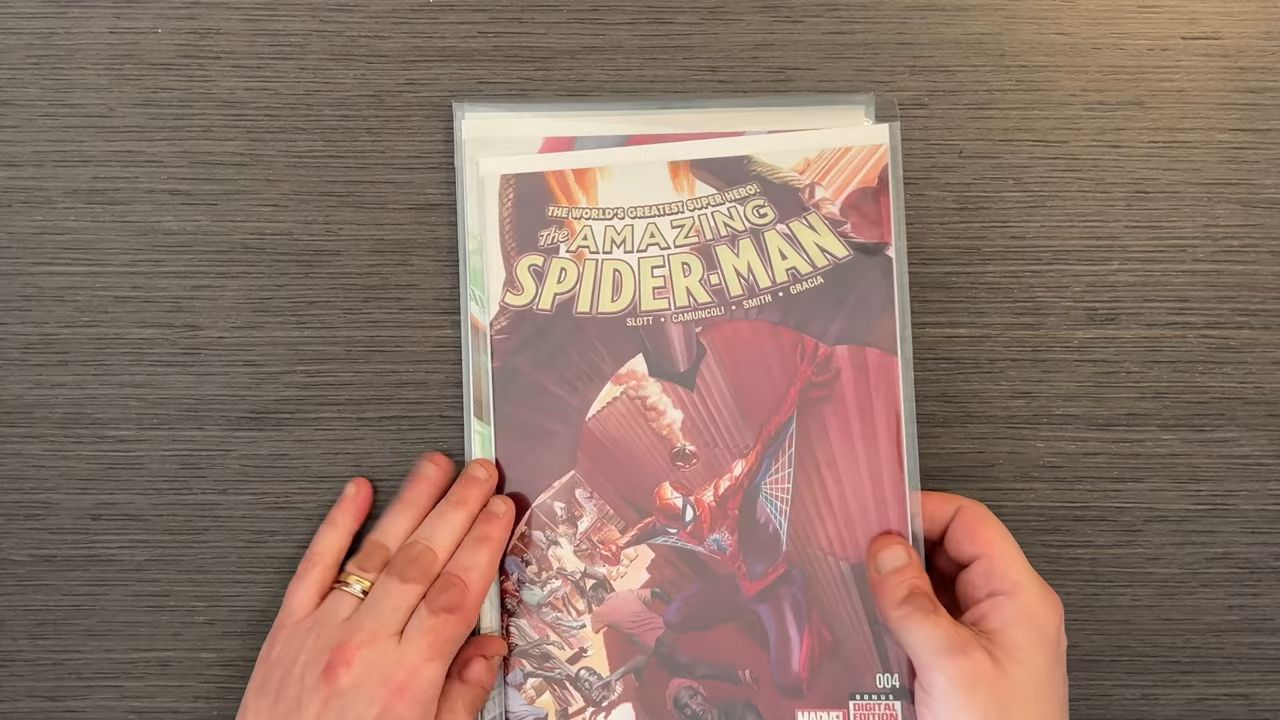 THE WORLD'S GREATEST SUPER HERO!
The AMAZING
SPIDER-MAN
SLOTT • CAMUNCOLI • SMITH • GRACIA
004
BONUS
DIGITAL
EDITION
MARVEL